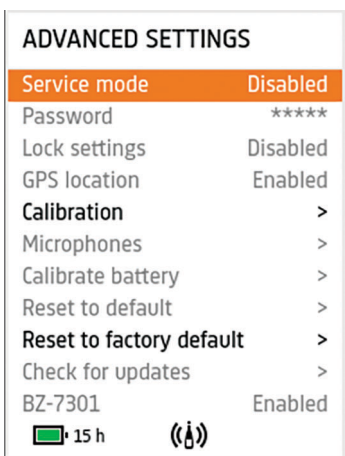 ADVANCED SETTINGS
Service mode Disabled
Password *****
Lock settings Disabled
GPS location Enabled
Calibration >
Microphones >
Calibrate battery >
Reset to default >
Reset to factory default >
Check for updates >
BZ-7301 Enabled
15 h